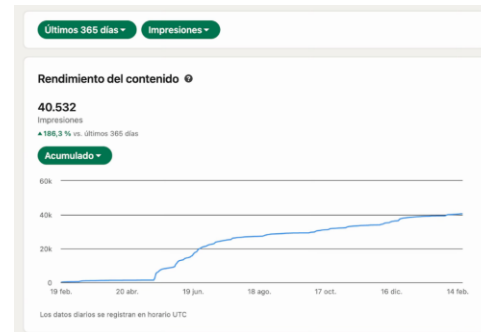 Últimos 365 días
Impresiones
Rendimiento del contenido
40.532
Impresiones
▲186,3 % vs. últimos 365 días
Acumulado
60k
40k
20k
0
19 feb. 20 abr. 19 jun. 18 ago. 17 oct. 16 dic. 14 feb.
Los datos diarios se registran en horario UTC